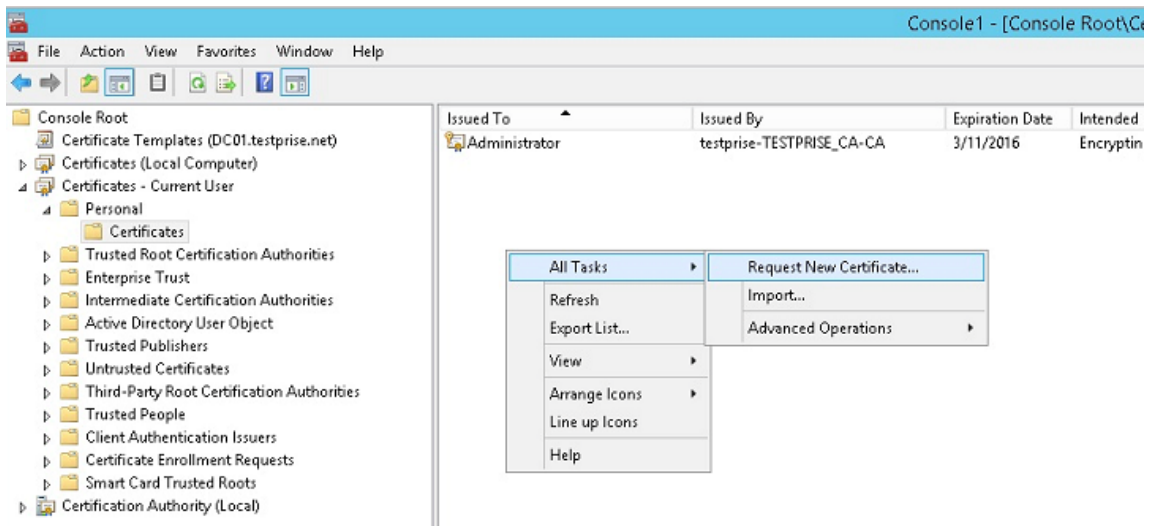 Console1 - [Console Root\Ce
File Action View Favorites Window Help
Console Root
Certificate Templates (DC01.testprise.net)
Certificates (Local Computer)
Certificates - Current User
Personal
Certificates
Trusted Root Certification Authorities
Enterprise Trust
Intermediate Certification Authorities
Active Directory User Object
Trusted Publishers
Untrusted Certificates
Third-Party Root Certification Authorities
Trusted People
Client Authentication Issuers
Certificate Enrollment Requests
Smart Card Trusted Roots
Certification Authority (Local)
Issued To Issued By Expiration Date Intended
Administrator testprise-TESTPRISE_CA-CA 3/11/2016 Encryptin
All Tasks
Refresh
Export List...
View
Arrange Icons
Line up Icons
Help
Request New Certificate...
Import...
Advanced Operations